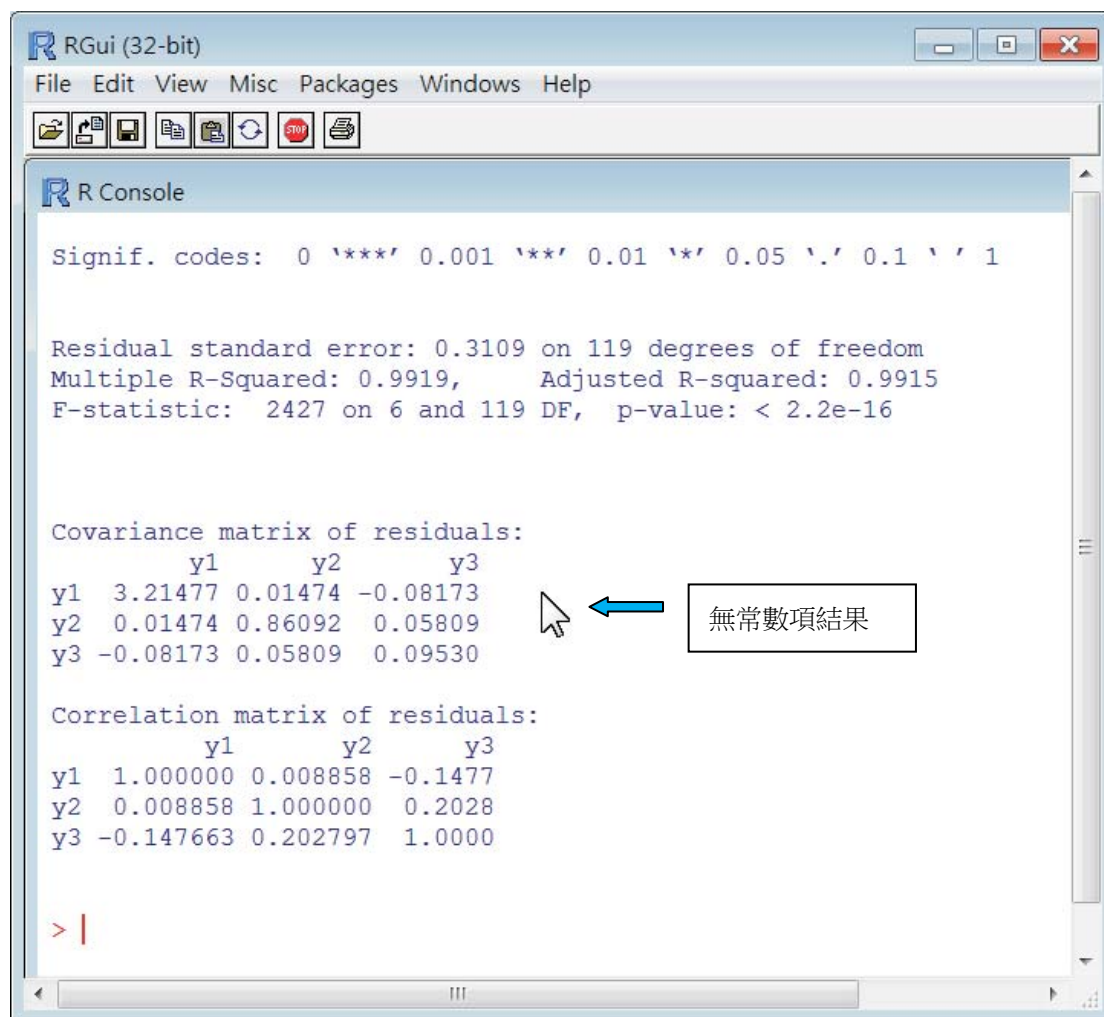 RGui (32-bit)
File Edit View Misc Packages Windows Help
STOP
R Console
Signif. codes:  0 ‘***’ 0.001 ‘**’ 0.01 ‘*’ 0.05 ‘.’ 0.1 ‘ ’ 1
Residual standard error: 0.3109 on 119 degrees of freedom
Multiple R-Squared: 0.9919,     Adjusted R-squared: 0.9915
F-statistic:  2427 on 6 and 119 DF,  p-value: < 2.2e-16
Covariance matrix of residuals:
         y1      y2       y3
y1  3.21477 0.01474 -0.08173
y2  0.01474 0.86092  0.05809
y3 -0.08173 0.05809  0.09530
無常數項結果
Correlation matrix of residuals:
          y1       y2      y3
y1  1.000000 0.008858 -0.1477
y2  0.008858 1.000000  0.2028
y3 -0.147663 0.202797  1.0000
>